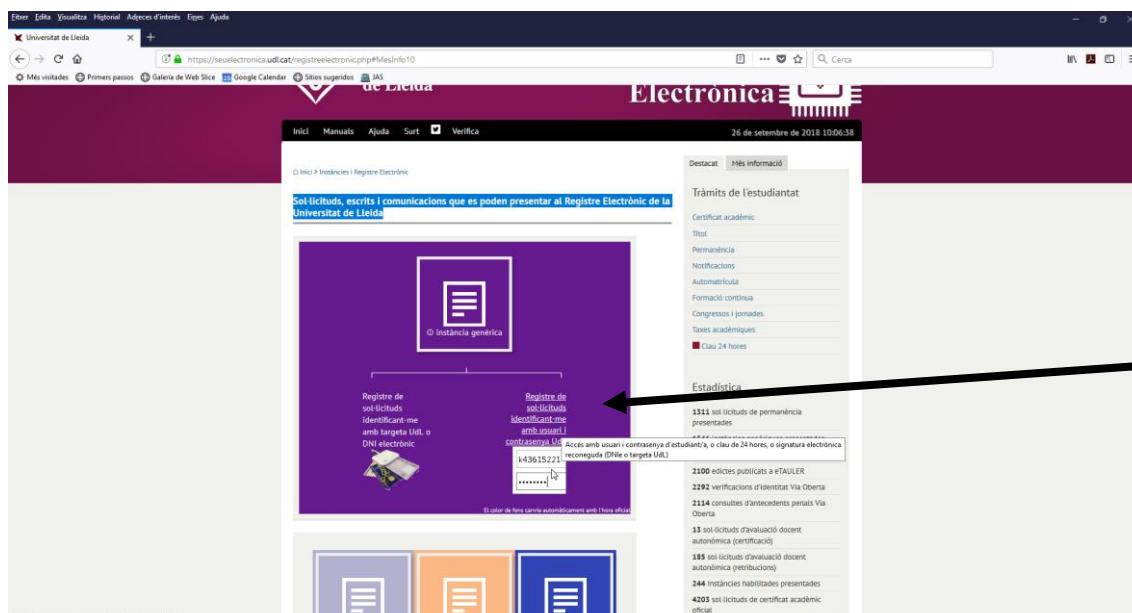 Fitxer Edita Visualitza Historial Adreces d'interès Eines Ajuda
Universitat de Lleida
https://seuelectronica.udl.cat/registreelectronic.php#MesInfo10
Cerca
Més visitades Primers passos Galeria de Web Slice Google Calendar Sitios sugeridos JAS
de Lleida
Electrònica
Inici Manuals Ajuda Surt Verifica
26 de setembre de 2018 10:06:38
Inici > Instàncies i Registre Electrònic
Sol·licituds, escrits i comunicacions que es poden presentar al Registre Electrònic de la
Universitat de Lleida
instància genèrica
Registre de
sol·licituds
identificant-me
amb targeta UdL o
DNI electrònic
Registre de
sol·licituds
identificant-me
amb usuari i
contrasenya Ud
Accés amb usuari i contrasenya d'estudiant/a, o clau de 24 hores, o signatura electrònica
reconeguda (DNIe o targeta UdL)
k43615221
El color de fons canvia automàticament amb l'hora oficial
Destacat Més informació
Tràmits de l'estudiantat
Certificat acadèmic
Títol
Permanència
Notificacions
Automatrícula
Formació contínua
Congressos i jornades
Taxes acadèmiques
Clau 24 hores
Estadística
1311 sol·licituds de permanència
presentades
2100 edictes publicats a eTAULER
2292 verificacions d'identitat Via Oberta
2114 consultes d'antecedents penals Via
Oberta
13 sol·licituds d'avaluació docent
autonòmica (certificació)
185 sol·licituds d'avaluació docent
autonòmica (retribucions)
244 Instàncies habilitades presentades
4203 sol·licituds de certificat acadèmic
oficial